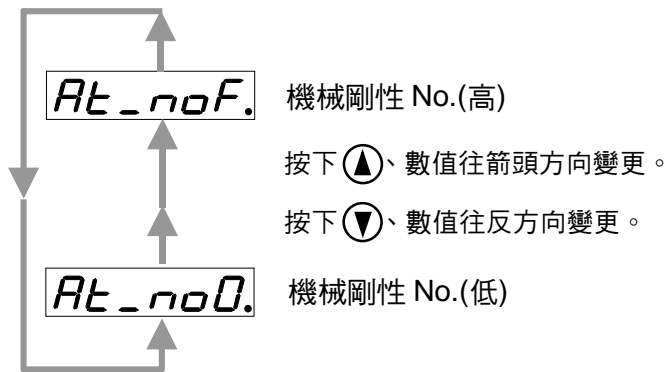 At_noF. 機械剛性 No.(高)
按下▲、數值往箭頭方向變更。
按下▼、數值往反方向變更。
At_no0. 機械剛性 No.(低)